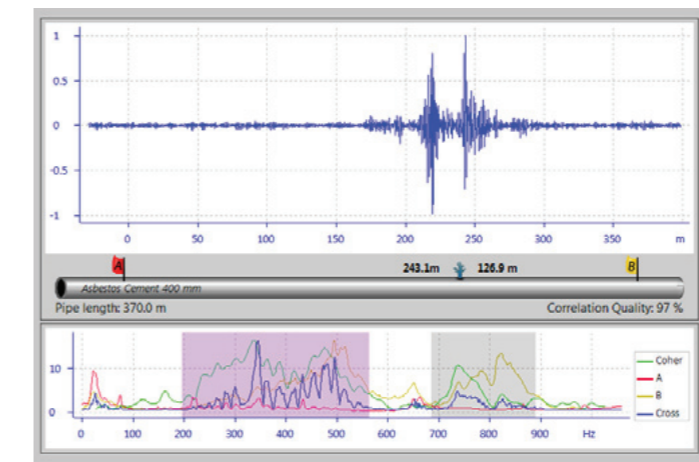 1
0.5
0
-0.5
-1
0 50 100 150 200 250 300 350 m
A 243.1m 126.9 m B
Asbestos Cement 400 mm
Pipe length: 370.0 m Correlation Quality: 97 %
10
0
0 100 200 300 400 500 600 700 800 900 Hz
Coher
A
B
Cross